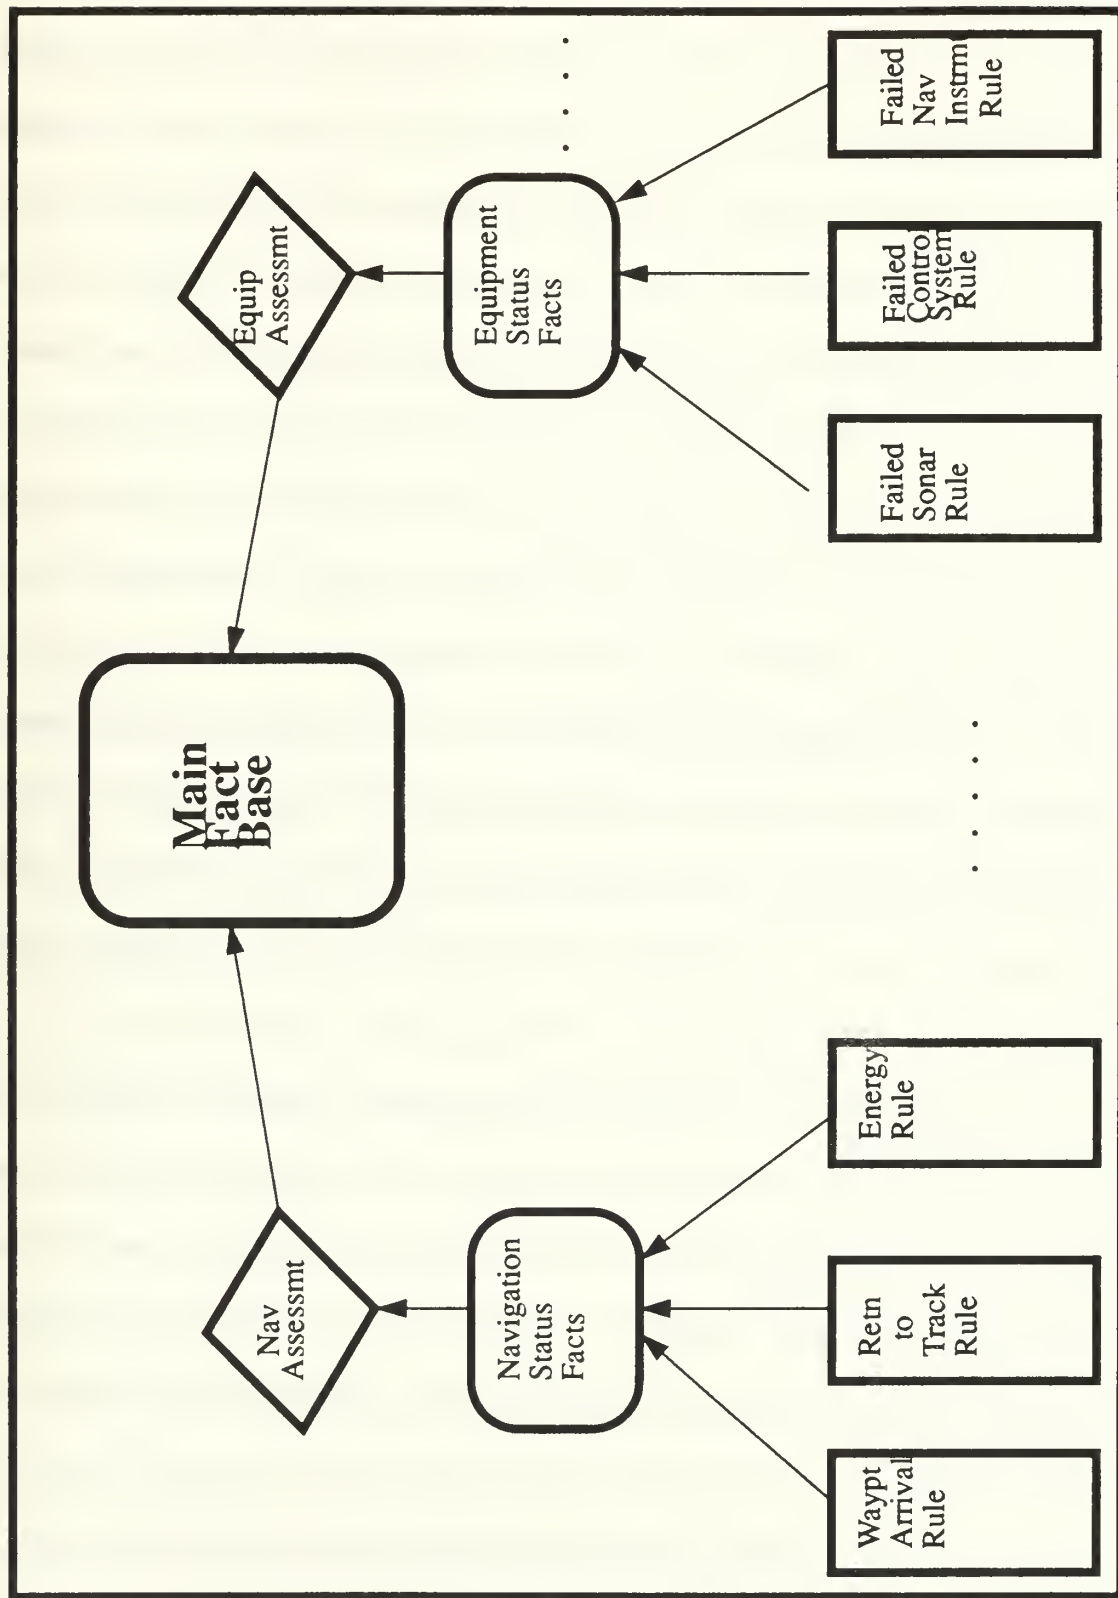 Main
Fact
Base
Nav
Assessmt
Equip
Assessmt
Navigation
Status
Facts
Equipment
Status
Facts
Waypt
Arrival
Rule
Retn
to
Track
Rule
Energy
Rule
Failed
Sonar
Rule
Failed
Control
System
Rule
Failed
Nav
Instrmt
Rule